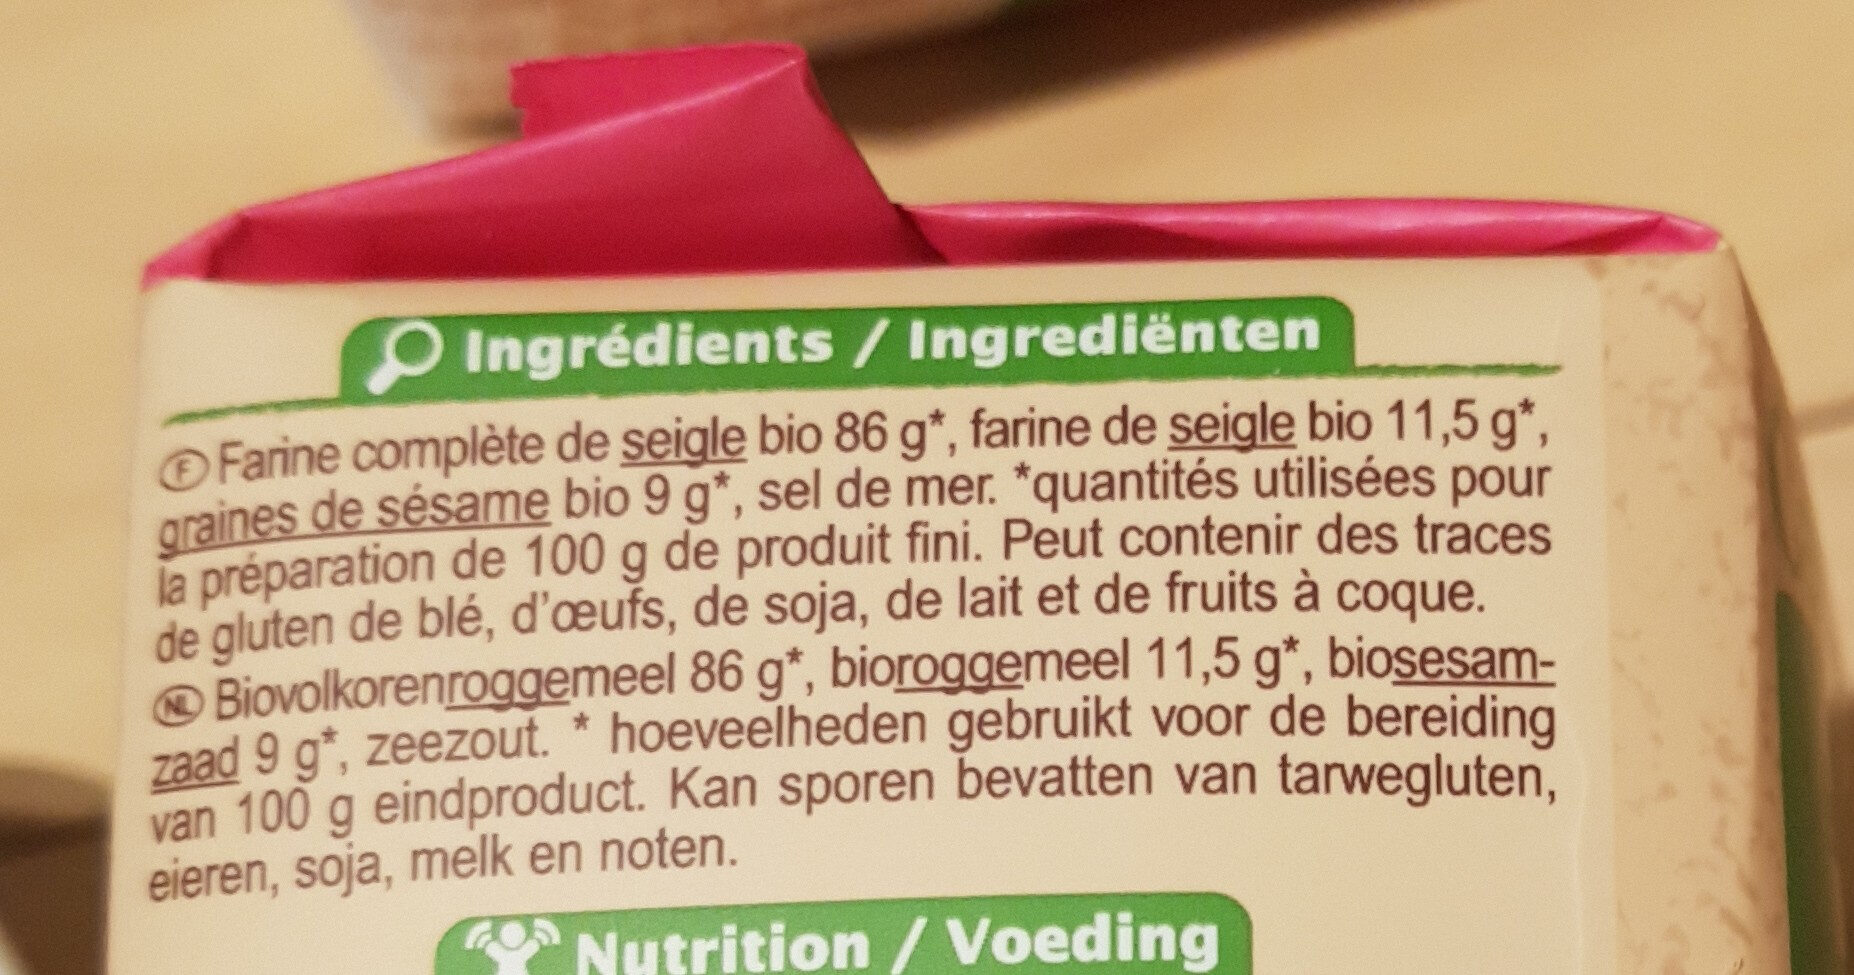 Ingrédients / Ingrediënten
F Farine complète de seigle bio 86 g*, farine de seigle bio 11,5 g*,
graines de sésame bio 9 g*, sel de mer. *quantités utilisées pour
la préparation de 100 g de produit fini. Peut contenir des traces
de gluten de blé, d'œufs, de soja, de lait et de fruits à coque.
NL Biovolkorenroggemeel 86 g*, bioroggemeel 11,5 g*, biosesam-
zaad 9 g*, zeezout. * hoeveelheden gebruikt voor de bereiding
van 100 g eindproduct. Kan sporen bevatten van tarwegluten,
eieren, soja, melk en noten.
Nutrition / Voeding